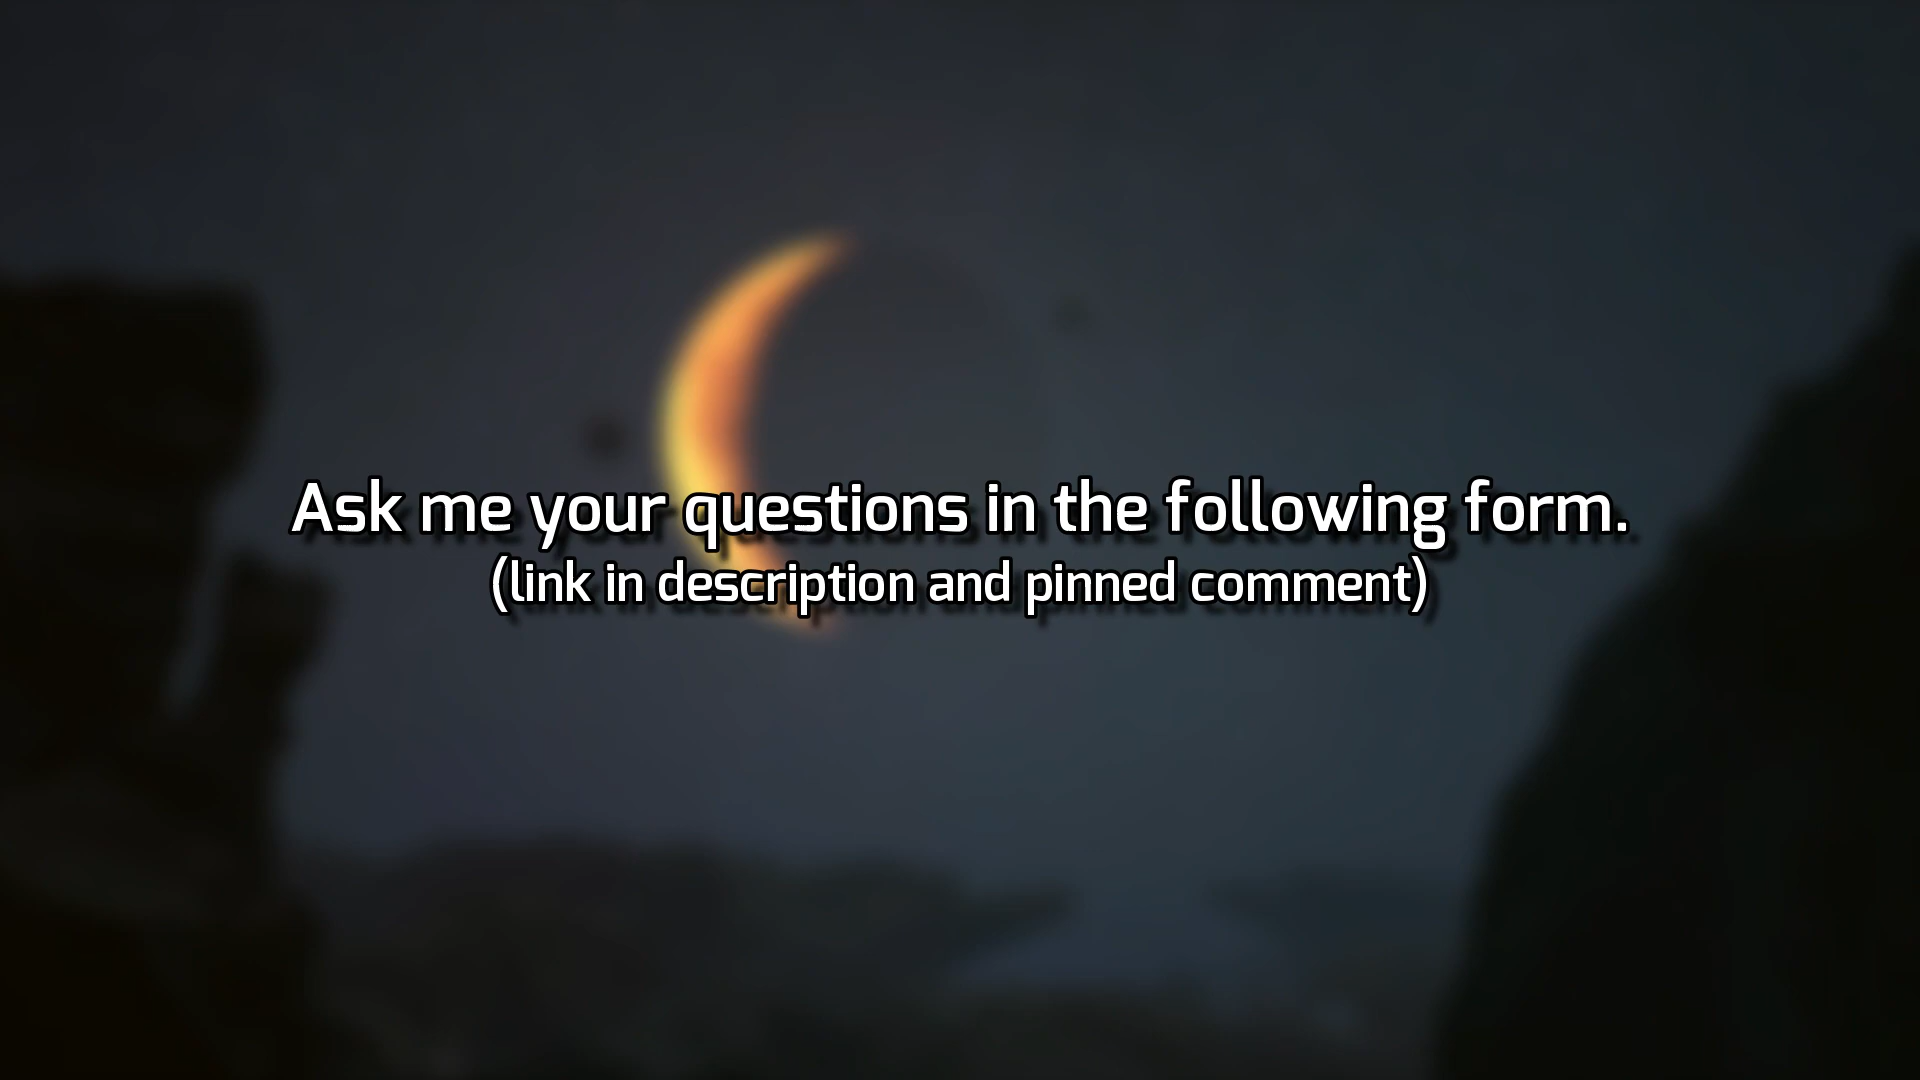 Ask me your questions in the following form.
(link in description and pinned comment)